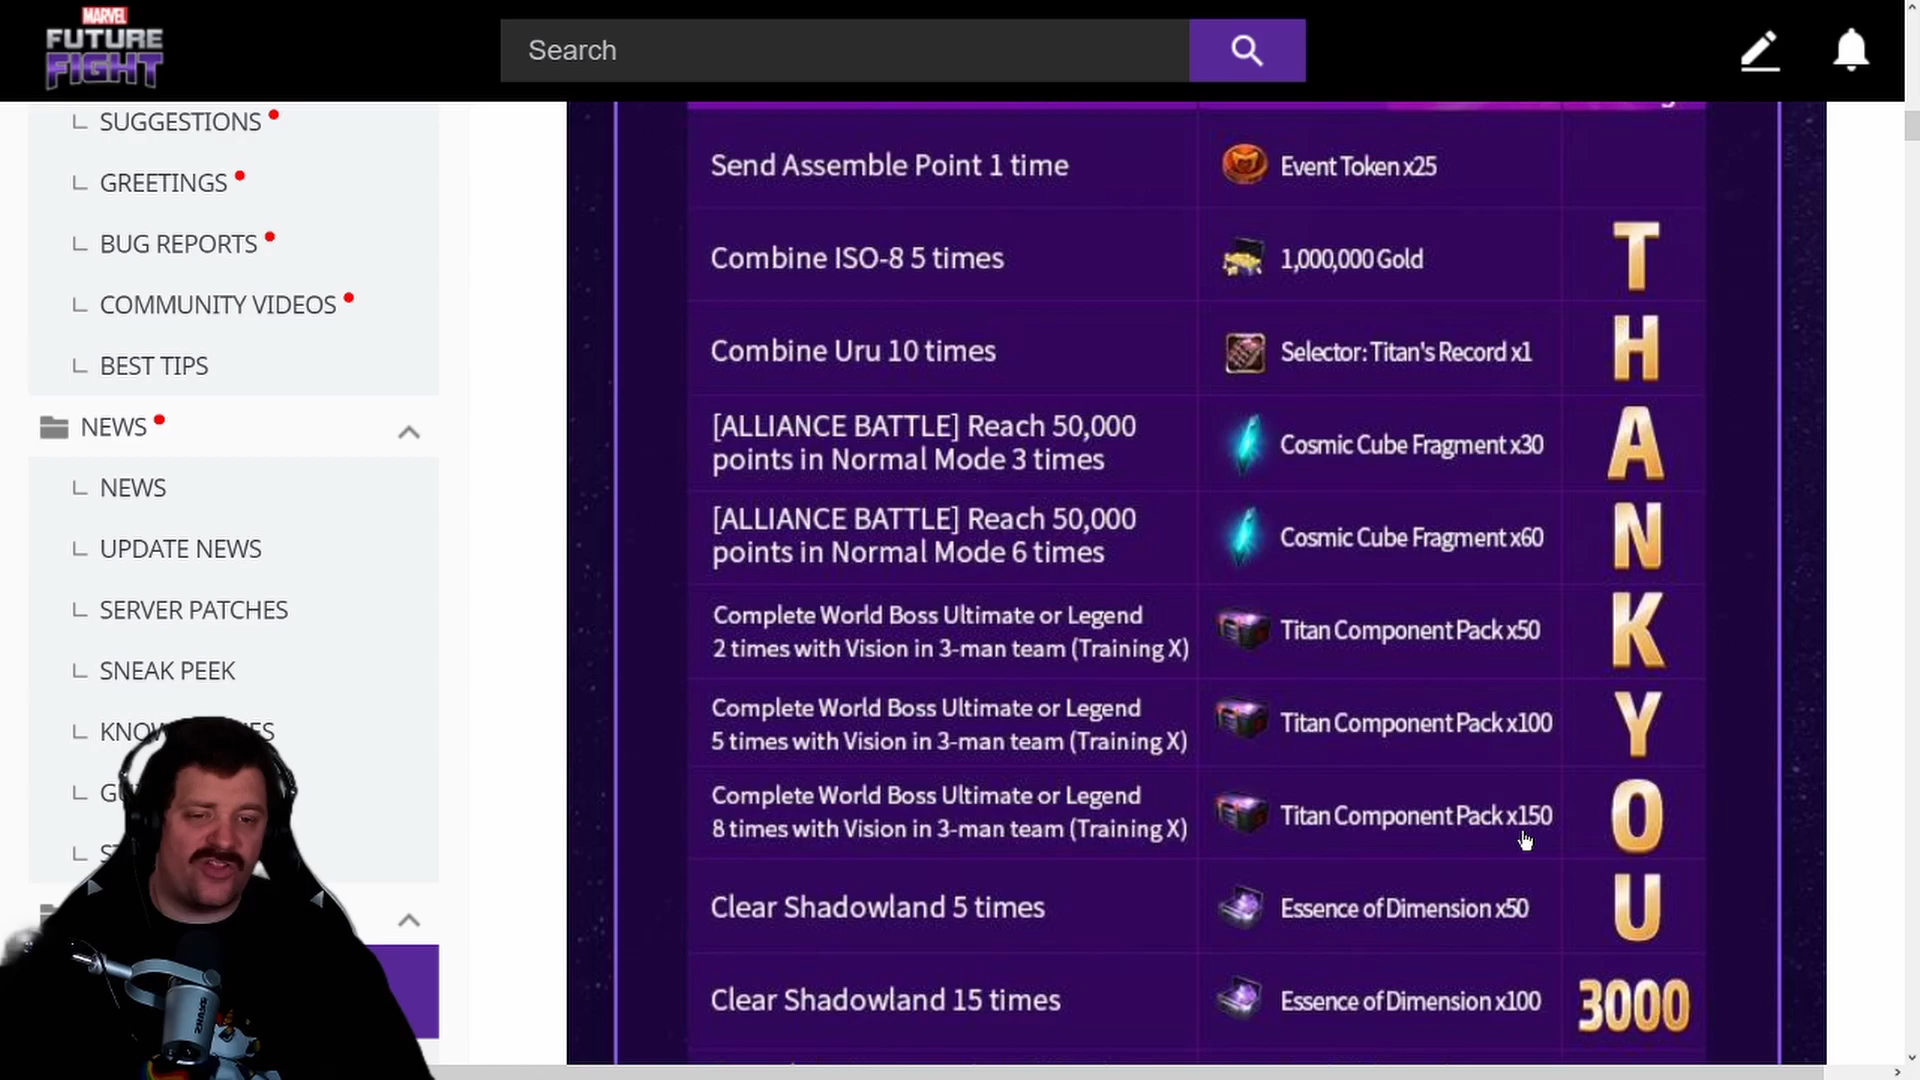 MARVEL
FUTURE
FIGHT
Search
SUGGESTIONS
GREETINGS
BUG REPORTS
COMMUNITY VIDEOS
BEST TIPS
NEWS
NEWS
UPDATE NEWS
SERVER PATCHES
SNEAK PEEK
Send Assemble Point 1 time
Event Token x25
Combine ISO-8 5 times
1,000,000 Gold
T
Combine Uru 10 times
Selector: Titan's Record x1
H
[ALLIANCE BATTLE] Reach 50,000
points in Normal Mode 3 times
Cosmic Cube Fragment x30
A
[ALLIANCE BATTLE] Reach 50,000
points in Normal Mode 6 times
Cosmic Cube Fragment x60
N
Complete World Boss Ultimate or Legend
2 times with Vision in 3-man team (Training X)
Titan Component Pack x50
K
Complete World Boss Ultimate or Legend
5 times with Vision in 3-man team (Training X)
Titan Component Pack x100
Y
Complete World Boss Ultimate or Legend
8 times with Vision in 3-man team (Training X)
Titan Component Pack x150
O
Clear Shadowland 5 times
Essence of Dimension x50
U
Clear Shadowland 15 times
Essence of Dimension x100
3000